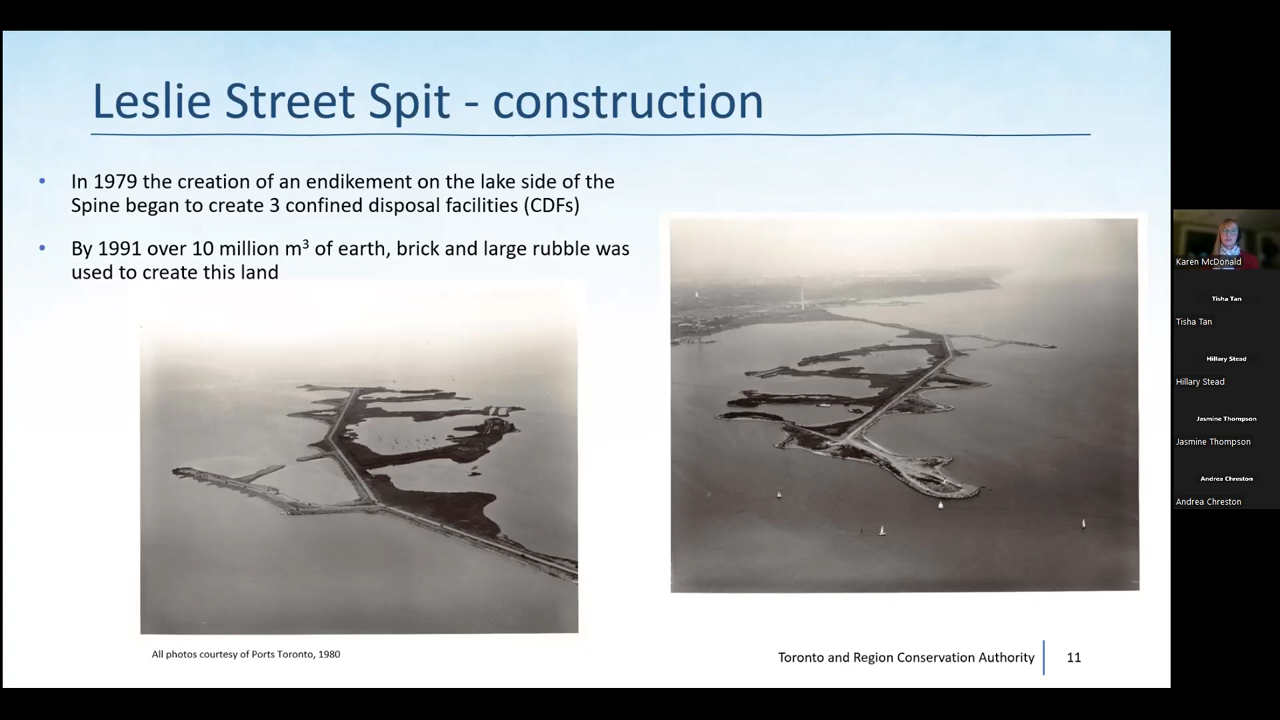 Leslie Street Spit - construction
• In 1979 the creation of an endikement on the lake side of the
Spine began to create 3 confined disposal facilities (CDFs)
• By 1991 over 10 million m³ of earth, brick and large rubble was
used to create this land
All photos courtesy of Ports Toronto, 1980
Toronto and Region Conservation Authority
11
Karen McDonald
Tisha Tan
Tisha Tan
Hillary Stead
Hillary Stead
Jasmine Thompson
Jasmine Thompson
Andrea Chreston
Andrea Chreston